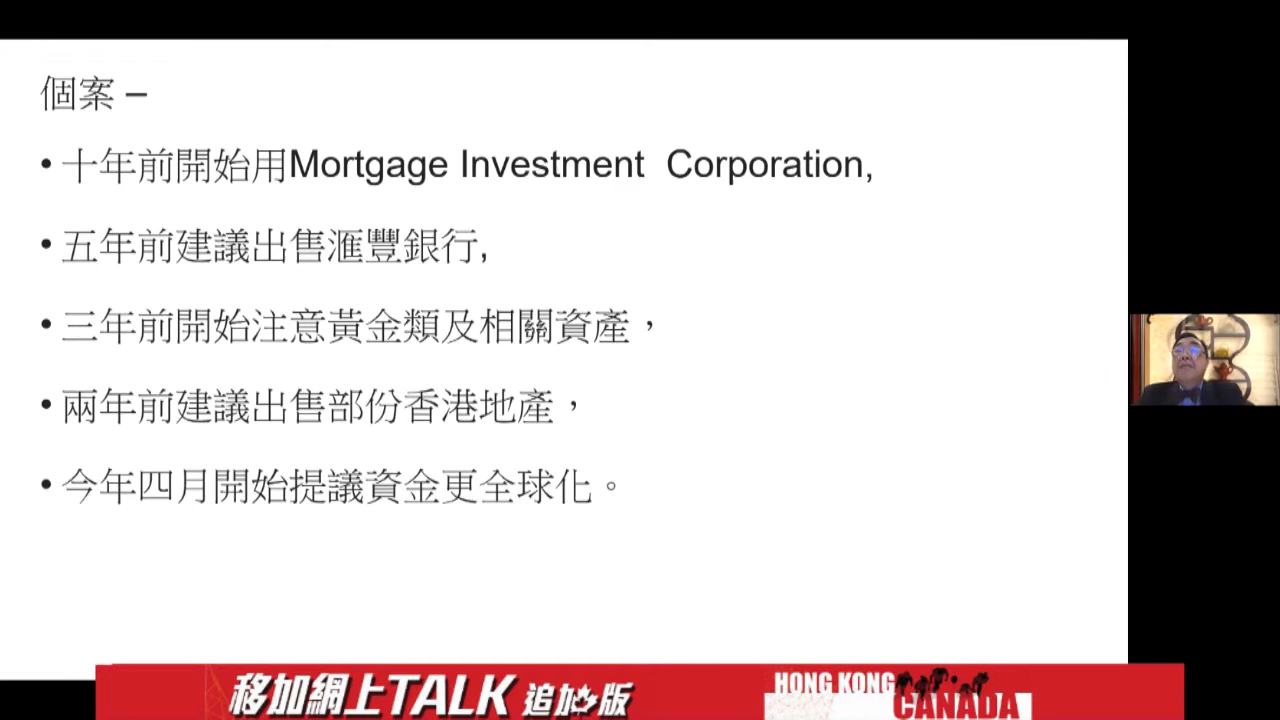 個案 –
• 十年前開始用Mortgage Investment Corporation,
• 五年前建議出售滙豐銀行,
• 三年前開始注意黃金類及相關資產，
• 兩年前建議出售部份香港地產，
• 今年四月開始提議資金更全球化。
移加網上TALK 追加版
HONG KONG
CANADA